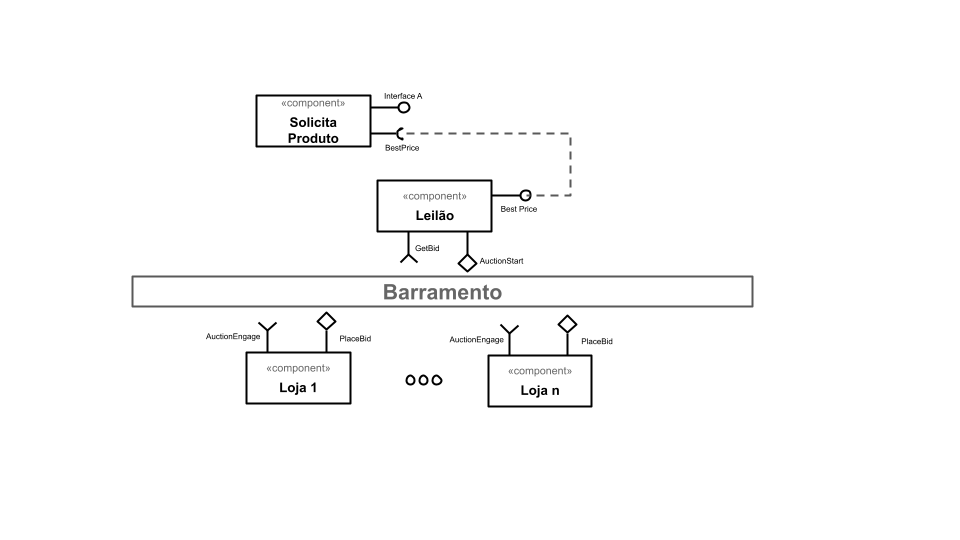 Interface A
«component»
Solicita
Produto
BestPrice
«component»
Leilão
Best Price
GetBid
AuctionStart
Barramento
AuctionEngage
PlaceBid
AuctionEngage
PlaceBid
«component»
Loja 1
«component»
Loja n